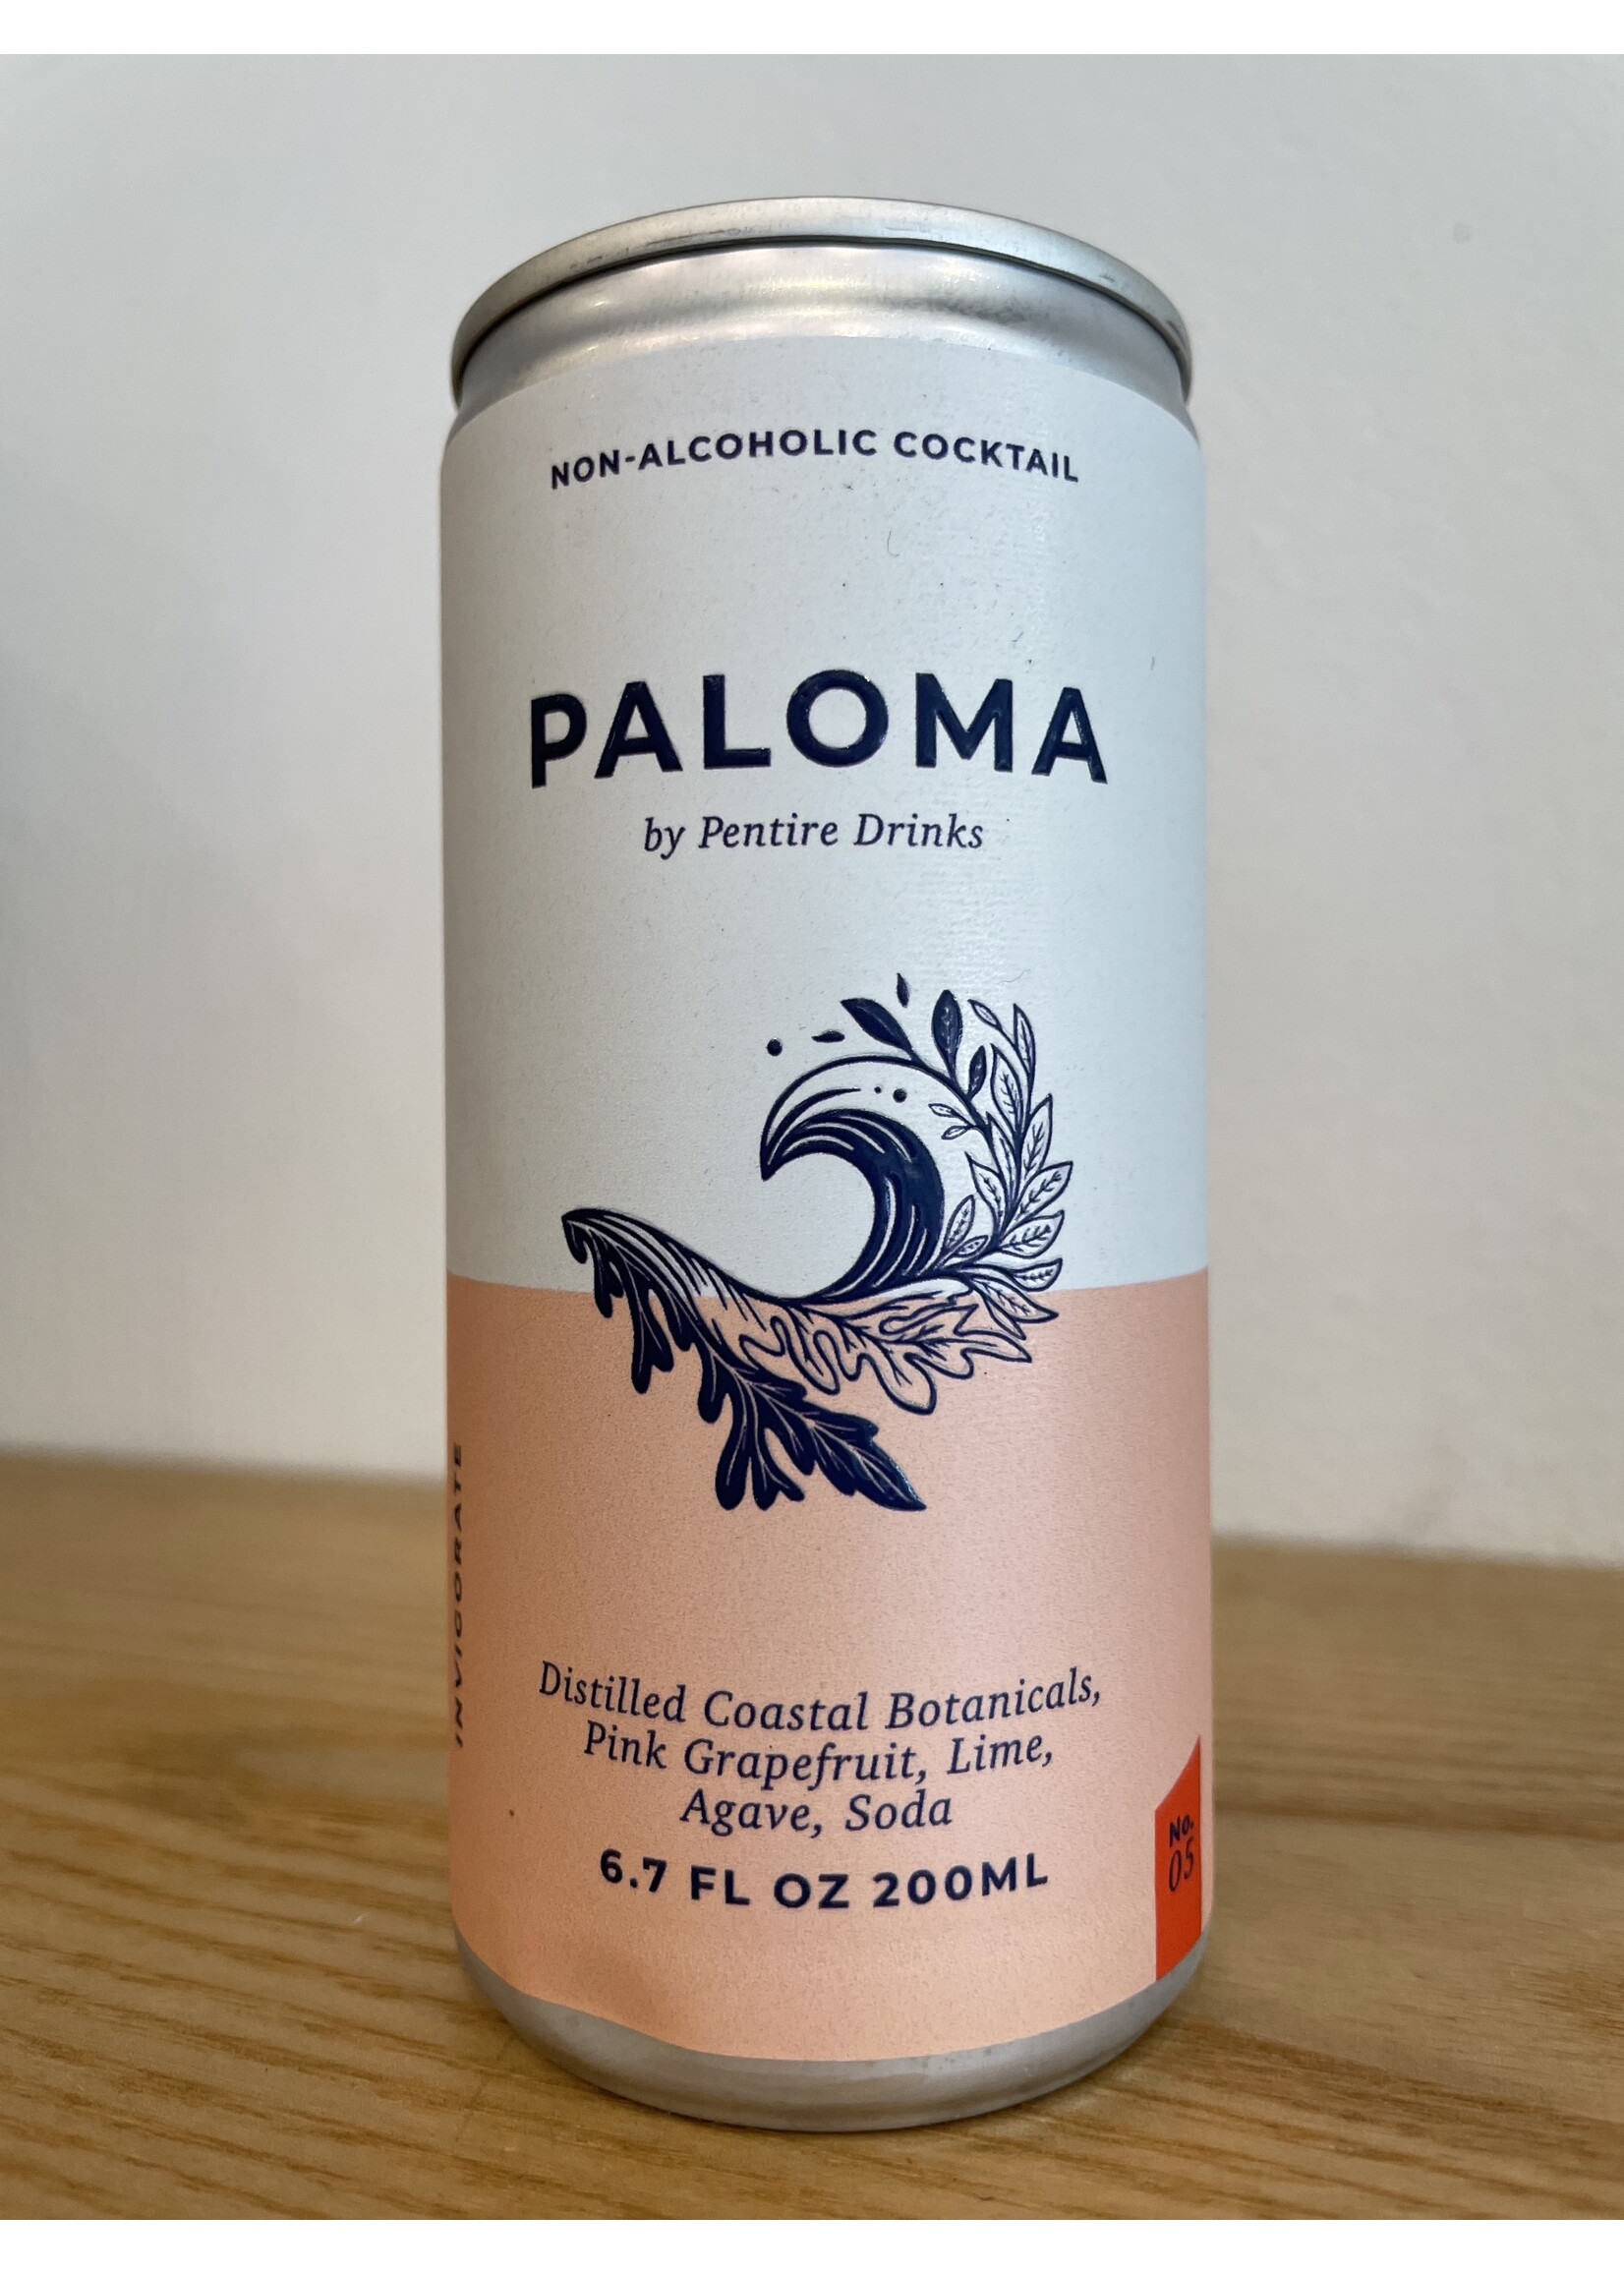 NON-ALCOHOLIC COCKTAIL
PALOMA
by Pentire Drinks
INVIGORATE
Distilled Coastal Botanicals,
Pink Grapefruit, Lime,
Agave, Soda
6.7 FL OZ 200ML
No.
05